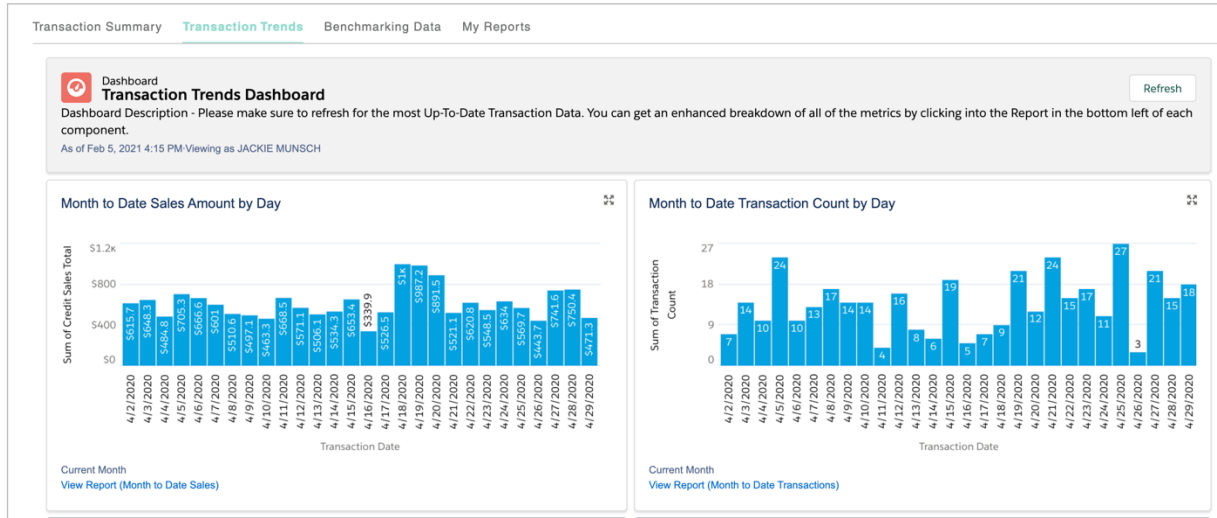 Transaction Summary Transaction Trends Benchmarking Data My Reports
Dashboard
Transaction Trends Dashboard
Refresh
Dashboard Description - Please make sure to refresh for the most Up-To-Date Transaction Data. You can get an enhanced breakdown of all of the metrics by clicking into the Report in the bottom left of each
component.
As of Feb 5, 2021 4:15 PM·Viewing as JACKIE MUNSCH
Month to Date Sales Amount by Day
Sum of Credit Sales Total
$1.2K
$800
$400
$0
$615.7 $648.3 $484.8 $705.3 $666.6 $601 $510.6 $497.1 $463.3 $668.5 $571.1 $506.1 $534.3 $653.4 $339.9 $526.5 $1K $987.2 $891.5 $521.1 $620.8 $548.5 $634 $569.7 $443.7 $741.6 $750.4 $471.3
4/2/2020 4/3/2020 4/4/2020 4/5/2020 4/6/2020 4/7/2020 4/8/2020 4/9/2020 4/10/2020 4/11/2020 4/12/2020 4/13/2020 4/14/2020 4/15/2020 4/16/2020 4/17/2020 4/18/2020 4/19/2020 4/20/2020 4/21/2020 4/22/2020 4/23/2020 4/24/2020 4/25/2020 4/26/2020 4/27/2020 4/28/2020 4/29/2020
Transaction Date
Current Month
View Report (Month to Date Sales)
Month to Date Transaction Count by Day
Sum of Transaction
Count
27
18
9
0
7 14 10 24 10 13 17 14 14 4 16 8 6 19 5 7 9 21 12 24 15 17 11 27 3 21 15 18
4/2/2020 4/3/2020 4/4/2020 4/5/2020 4/6/2020 4/7/2020 4/8/2020 4/9/2020 4/10/2020 4/11/2020 4/12/2020 4/13/2020 4/14/2020 4/15/2020 4/16/2020 4/17/2020 4/18/2020 4/19/2020 4/20/2020 4/21/2020 4/22/2020 4/23/2020 4/24/2020 4/25/2020 4/26/2020 4/27/2020 4/28/2020 4/29/2020
Transaction Date
Current Month
View Report (Month to Date Transactions)